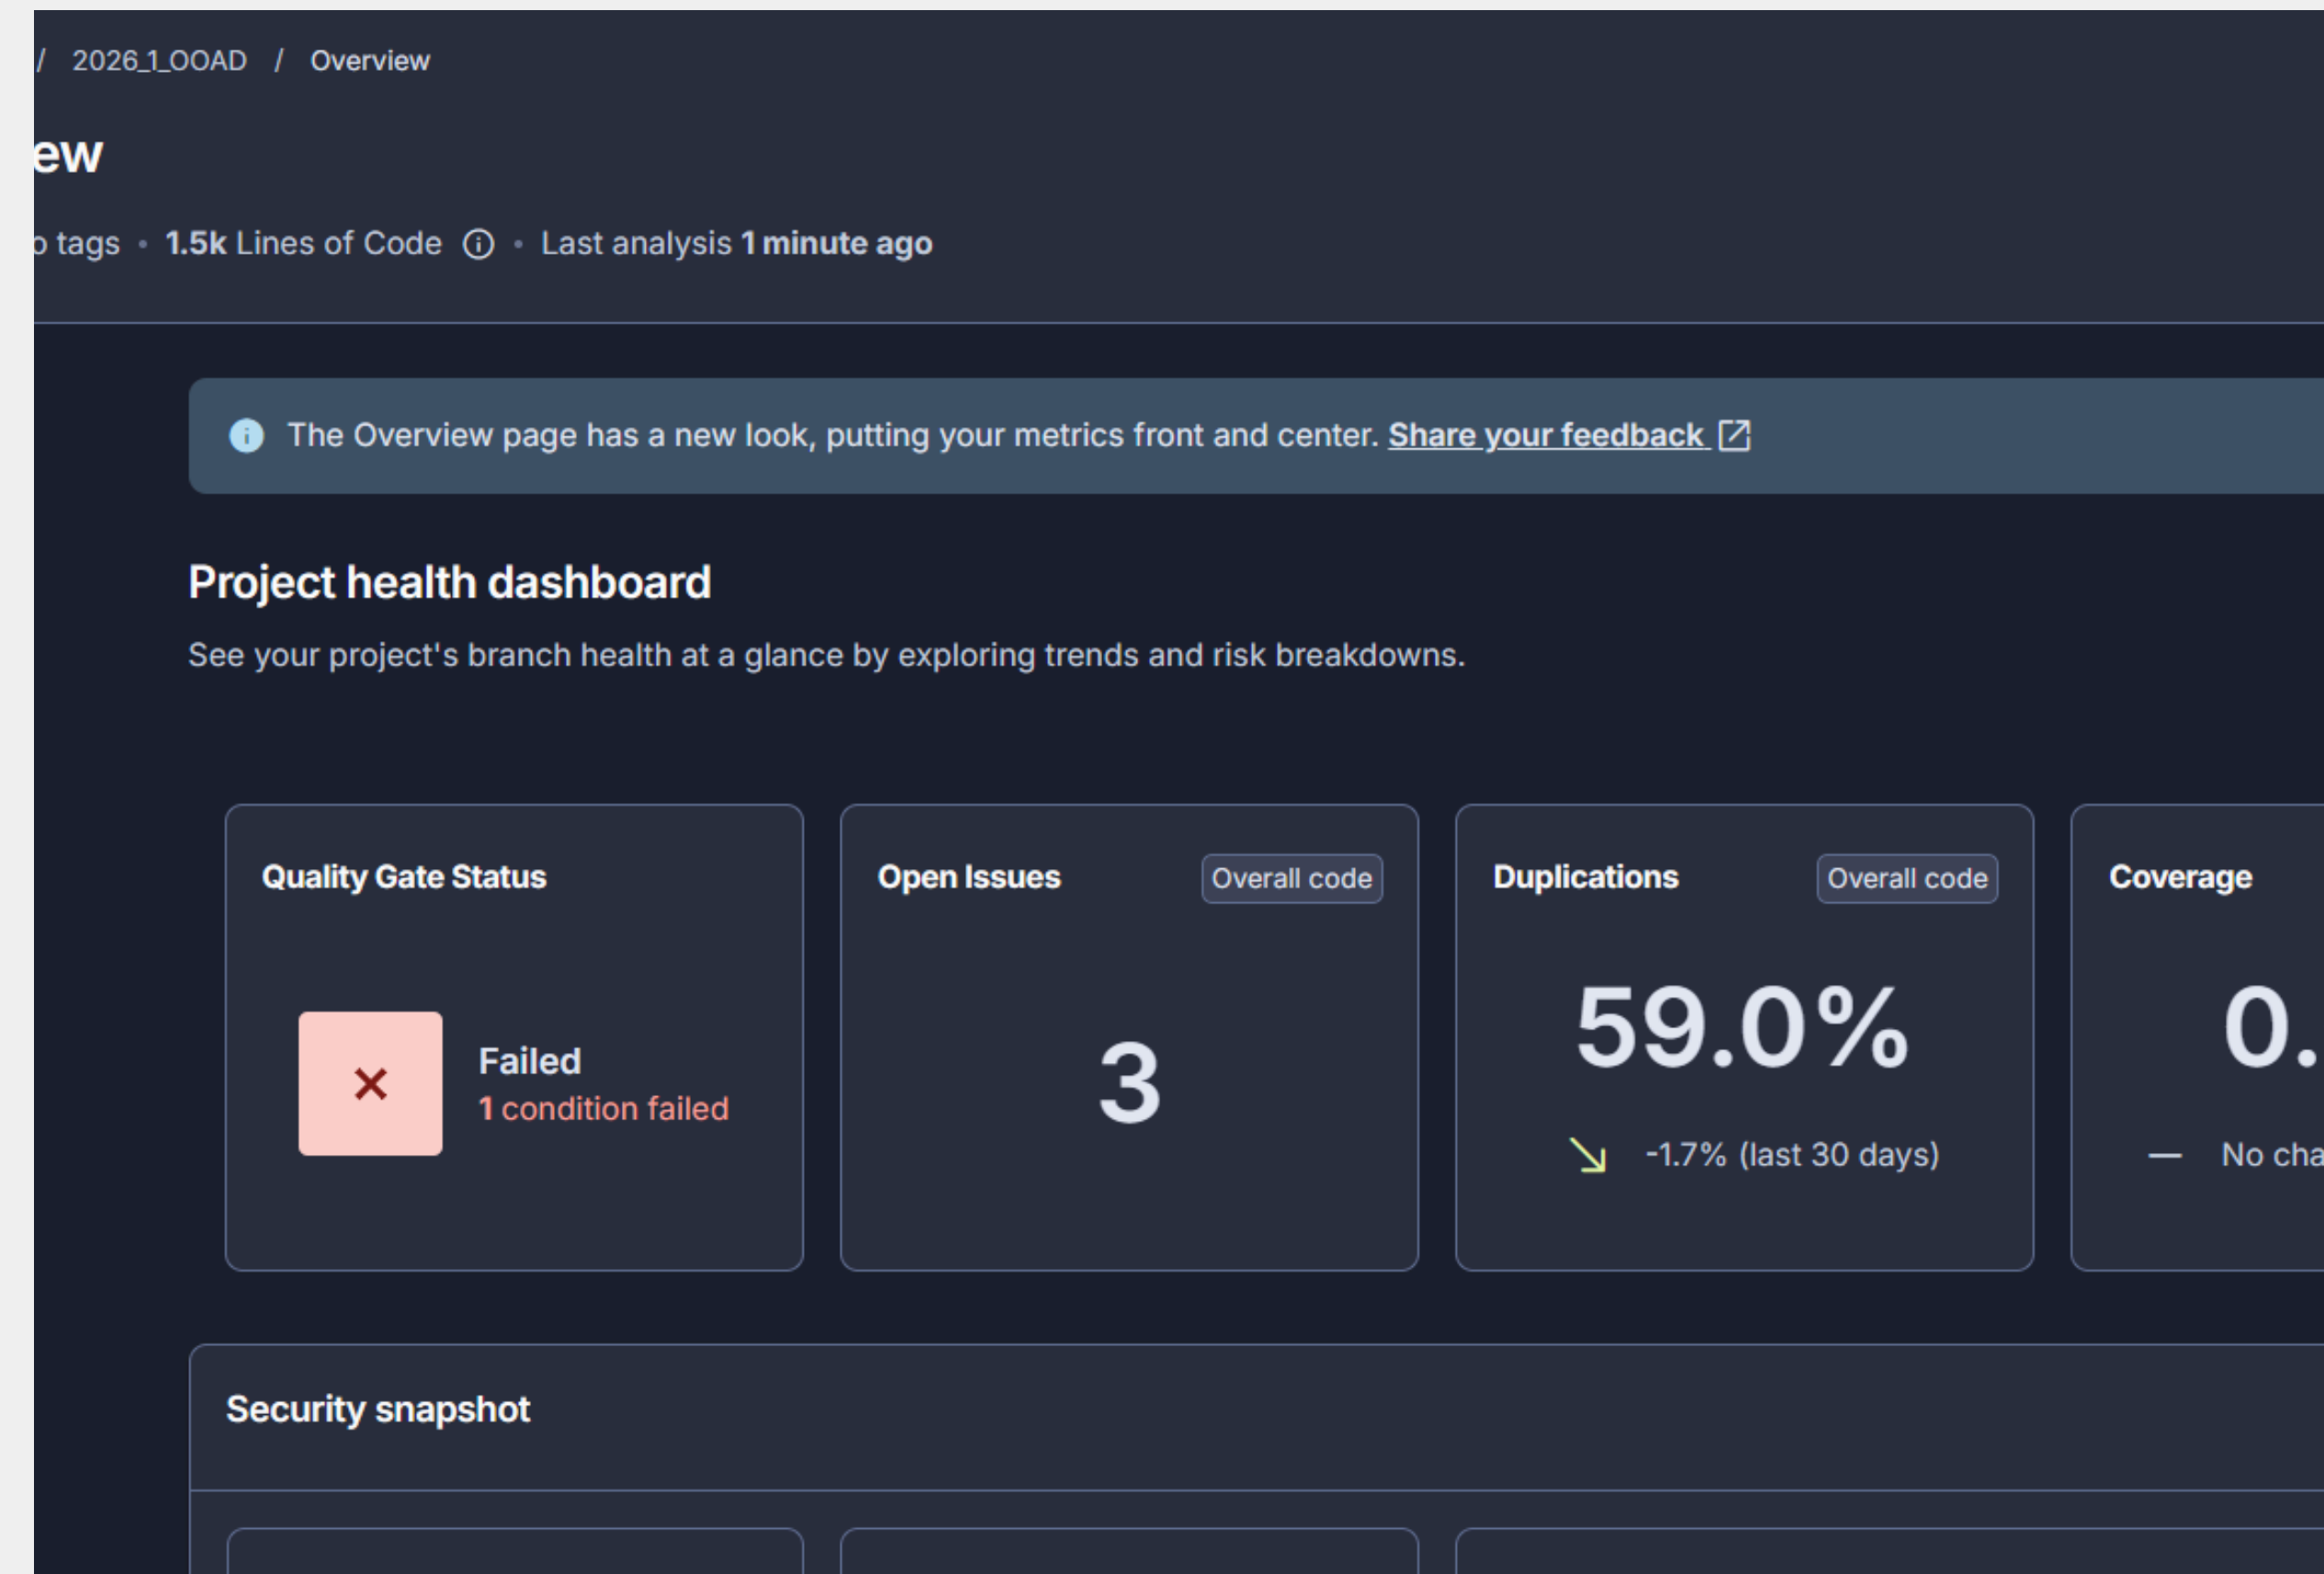 / 2026_1_OOAD / Overview
ew
o tags • 1.5k Lines of Code • Last analysis 1 minute ago
The Overview page has a new look, putting your metrics front and center. Share your feedback
Project health dashboard
See your project's branch health at a glance by exploring trends and risk breakdowns.
Quality Gate Status
Failed
1 condition failed
Open Issues
Overall code
3
Duplications
Overall code
59.0%
-1.7% (last 30 days)
Coverage
0.
No cha
Security snapshot